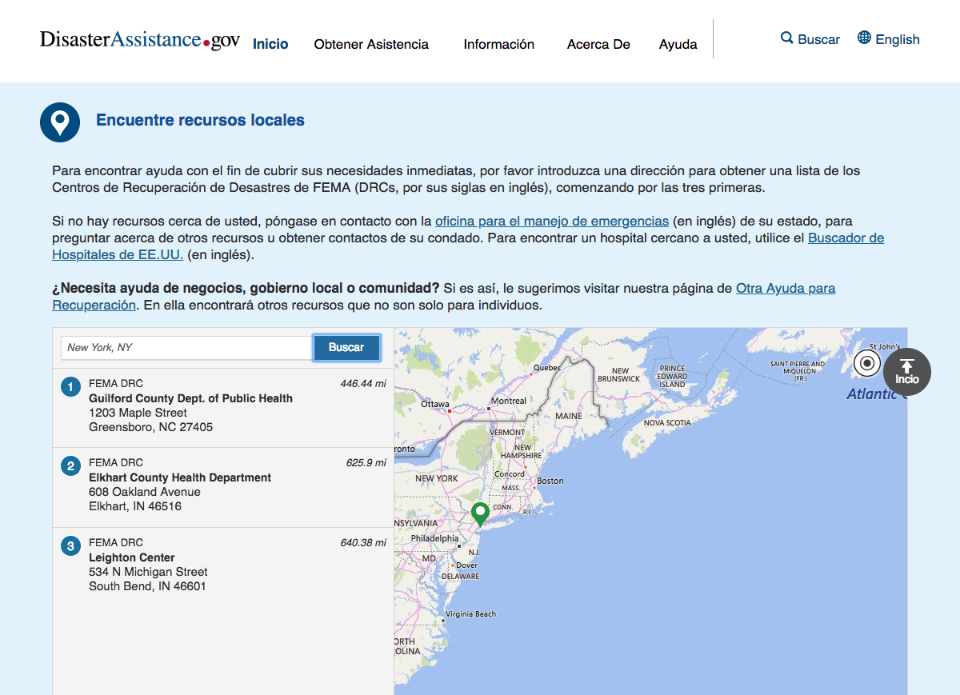 DisasterAssistance.gov
Inicio
Obtener Asistencia
Información
Acerca De
Ayuda
Buscar
English
Encuentre recursos locales
Para encontrar ayuda con el fin de cubrir sus necesidades inmediatas, por favor introduzca una dirección para obtener una lista de los
Centros de Recuperación de Desastres de FEMA (DRCs, por sus siglas en inglés), comenzando por las tres primeras.
Si no hay recursos cerca de usted, póngase en contacto con la oficina para el manejo de emergencias (en inglés) de su estado, para
preguntar acerca de otros recursos u obtener contactos de su condado. Para encontrar un hospital cercano a usted, utilice el Buscador de
Hospitales de EE.UU. (en inglés).
¿Necesita ayuda de negocios, gobierno local o comunidad? Si es así, le sugerimos visitar nuestra página de Otra Ayuda para
Recuperación. En ella encontrará otros recursos que no son solo para individuos.
New York, NY
Buscar
1
FEMA DRC
446.44 mi
Guilford County Dept. of Public Health
1203 Maple Street
Greensboro, NC 27405
2
FEMA DRC
625.9 mi
Elkhart County Health Department
608 Oakland Avenue
Elkhart, IN 46516
3
FEMA DRC
640.38 mi
Leighton Center
534 N Michigan Street
South Bend, IN 46601
St John's
Quebec
NEW
BRUNSWICK
PRINCE
EDWARD
ISLAND
SAINT PIERRE AND
MIQUELON
(FR.)
Incio
Atlantic
Ottawa
Montreal
MAINE
NOVA SCOTIA
VERMONT
ronto
NEW
HAMPSHIRE
NEW YORK
Concord
Boston
MASS.
CONN.
R.I.
NSYLVANIA
Philadelphia
N.J.
MD.
Dover
DELAWARE
Virginia Beach
ORTH
OLINA